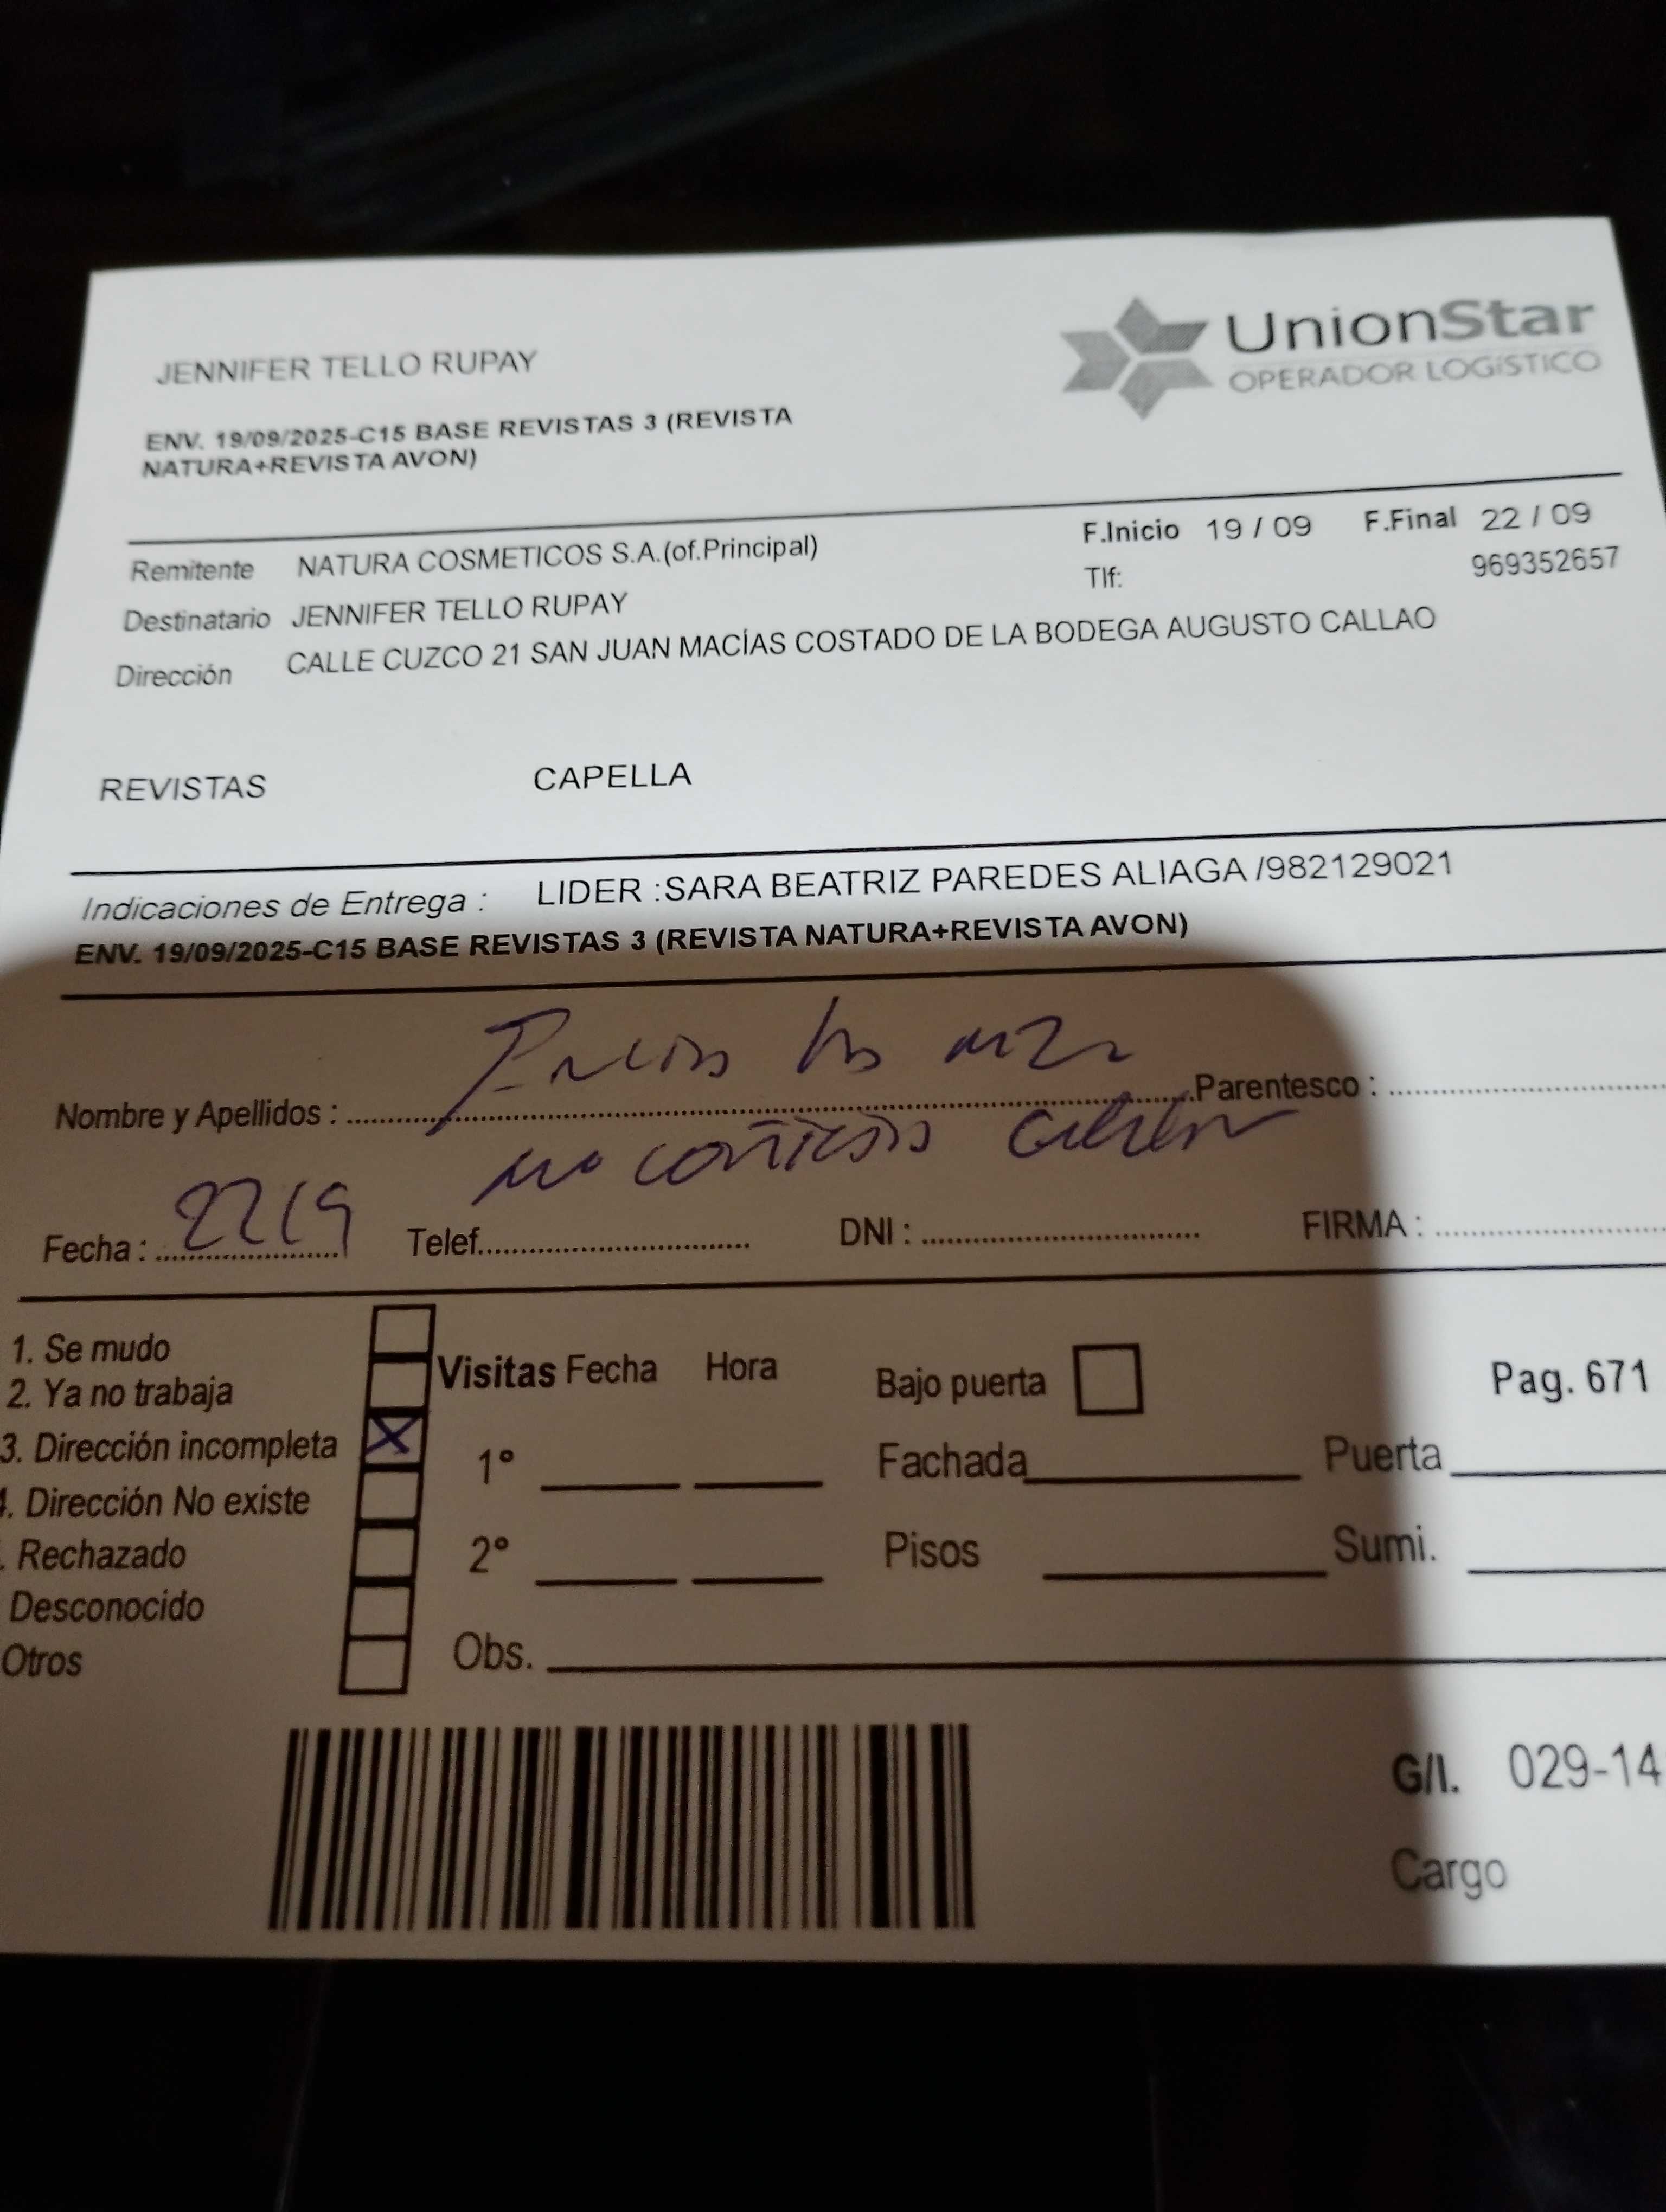 UnionStar
OPERADOR LOGíSTICO
JENNIFER TELLO RUPAY
ENV. 19/09/2025-C15 BASE REVISTAS 3 (REVISTA
NATURA+REVISTA AVON)
Remitente NATURA COSMETICOS S.A.(of.Principal) F.Inicio 19 / 09 F.Final 22 / 09
Tlf: 969352657
Destinatario JENNIFER TELLO RUPAY
Dirección CALLE CUZCO 21 SAN JUAN MACÍAS COSTADO DE LA BODEGA AUGUSTO CALLAO
REVISTAS CAPELLA
Indicaciones de Entrega : LIDER :SARA BEATRIZ PAREDES ALIAGA /982129021
ENV. 19/09/2025-C15 BASE REVISTAS 3 (REVISTA NATURA+REVISTA AVON)
Nombre y Apellidos : Parentesco :
no
Fecha : 22/9 Telef. DNI : FIRMA :
1. Se mudo
2. Ya no trabaja Visitas Fecha Hora Bajo puerta Pag. 671
3. Dirección incompleta X 1° Fachada Puerta
. Dirección No existe
. Rechazado 2° Pisos Sumi.
Desconocido
Otros Obs.
G/I. 029-14
Cargo